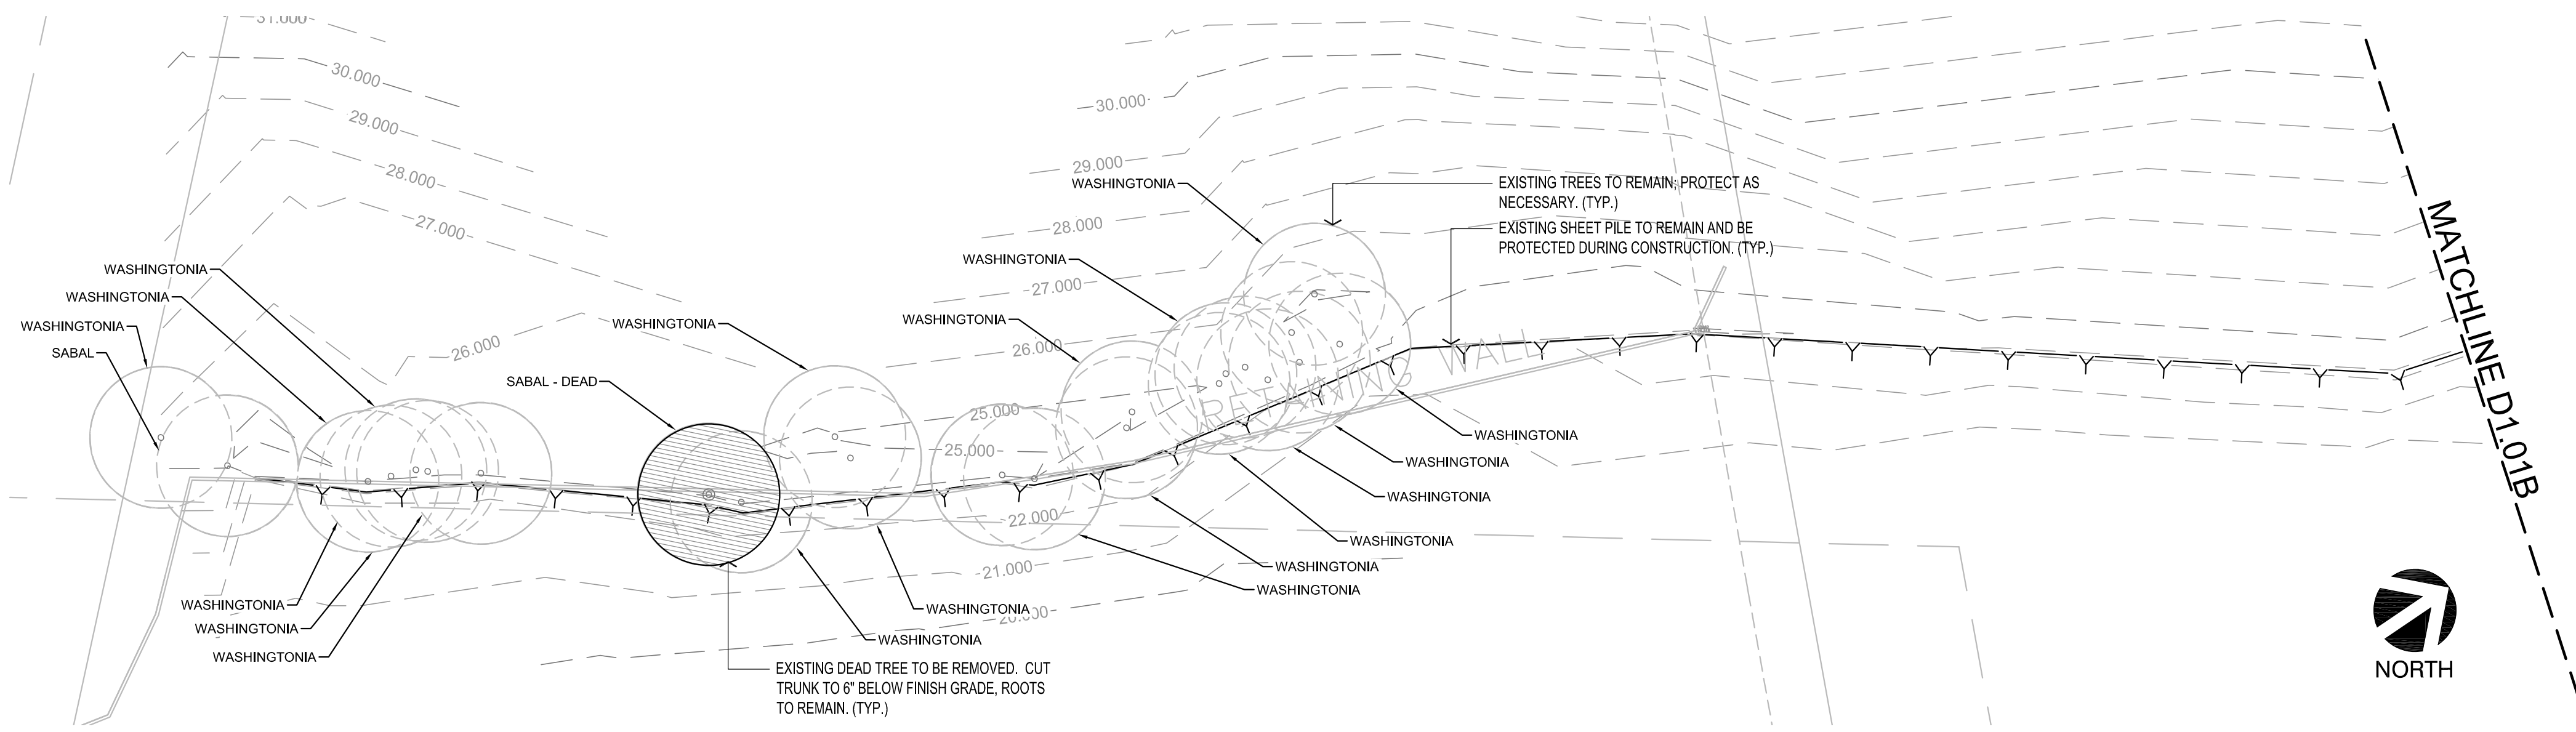 31.000
30.000
29.000
28.000
27.000
26.000
30.000
29.000
28.000
27.000
26.000
25.000
25.000
22.000
21.000
20.000
WASHINGTONIA
WASHINGTONIA
WASHINGTONIA
SABAL
WASHINGTONIA
WASHINGTONIA
WASHINGTONIA
SABAL - DEAD
WASHINGTONIA
WASHINGTONIA
WASHINGTONIA
WASHINGTONIA
EXISTING TREES TO REMAIN; PROTECT AS
NECESSARY. (TYP.)
EXISTING SHEET PILE TO REMAIN AND BE
PROTECTED DURING CONSTRUCTION. (TYP.)
RETAINING WALL
WASHINGTONIA
WASHINGTONIA
WASHINGTONIA
WASHINGTONIA
WASHINGTONIA
WASHINGTONIA
WASHINGTONIA
WASHINGTONIA
EXISTING DEAD TREE TO BE REMOVED. CUT
TRUNK TO 6" BELOW FINISH GRADE, ROOTS
TO REMAIN. (TYP.)
MATCHLINE D1.01B
NORTH